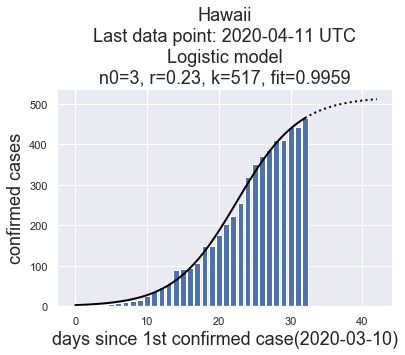 Hawaii
Last data point: 2020-04-11 UTC
Logistic model
n0=3, r=0.23, k=517, fit=0.9959
500
400
300
200
100
0
confirmed cases
0 10 20 30 40
days since 1st confirmed case(2020-03-10)